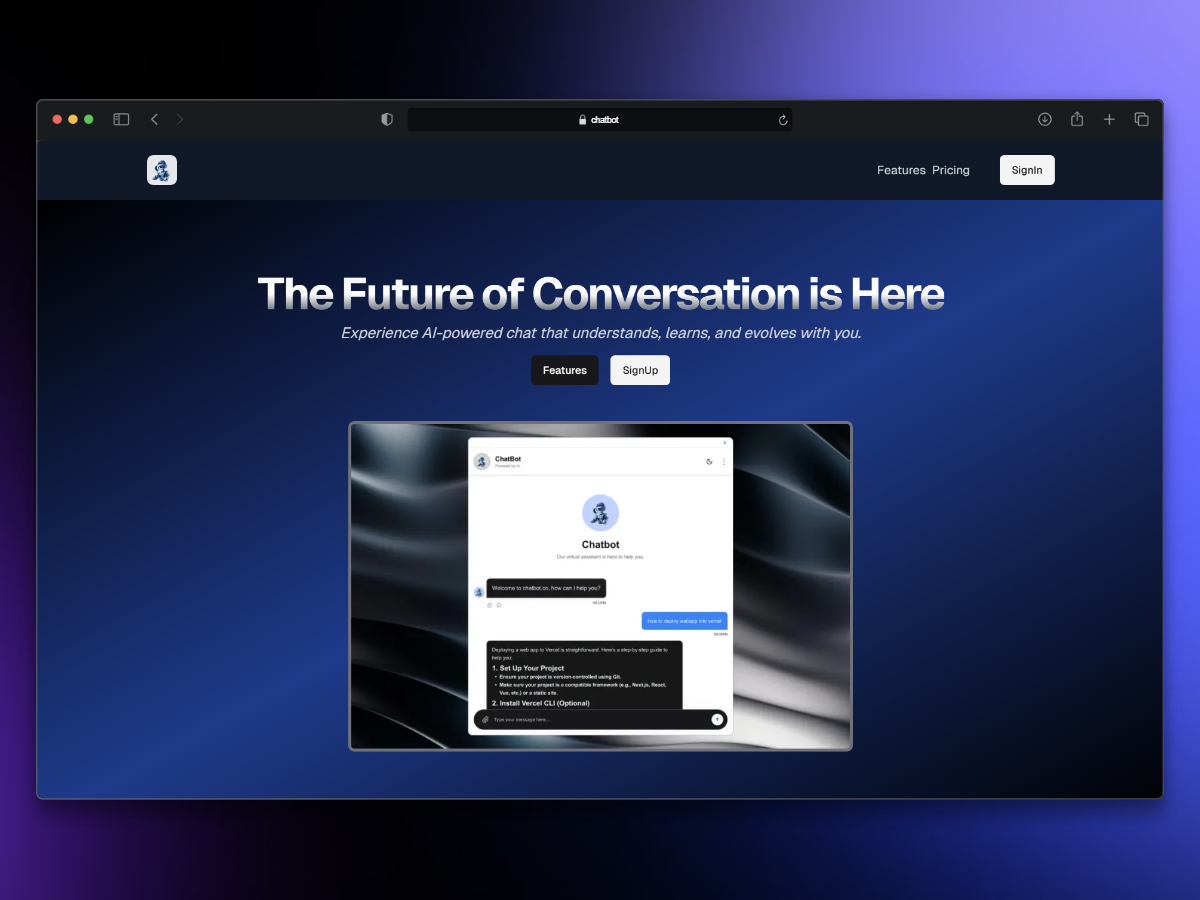 chatbot
Features Pricing
SignIn
The Future of Conversation is Here
Experience AI-powered chat that understands, learns, and evolves with you.
Features
SignUp
ChatBot
Powered by AI
Chatbot
Our virtual assistant is here to help you.
Welcome to chatbot.co, how can I help you?
how to deploy webapp into vercel
Deploying a web app to Vercel is straightforward. Here's a step-by-step guide to
help you:
1. Set Up Your Project
• Ensure your project is version-controlled using Git.
• Make sure your project is a compatible framework (e.g., Next.js, React,
Vue, etc.) or a static site.
2. Install Vercel CLI (Optional)
Type your message here...